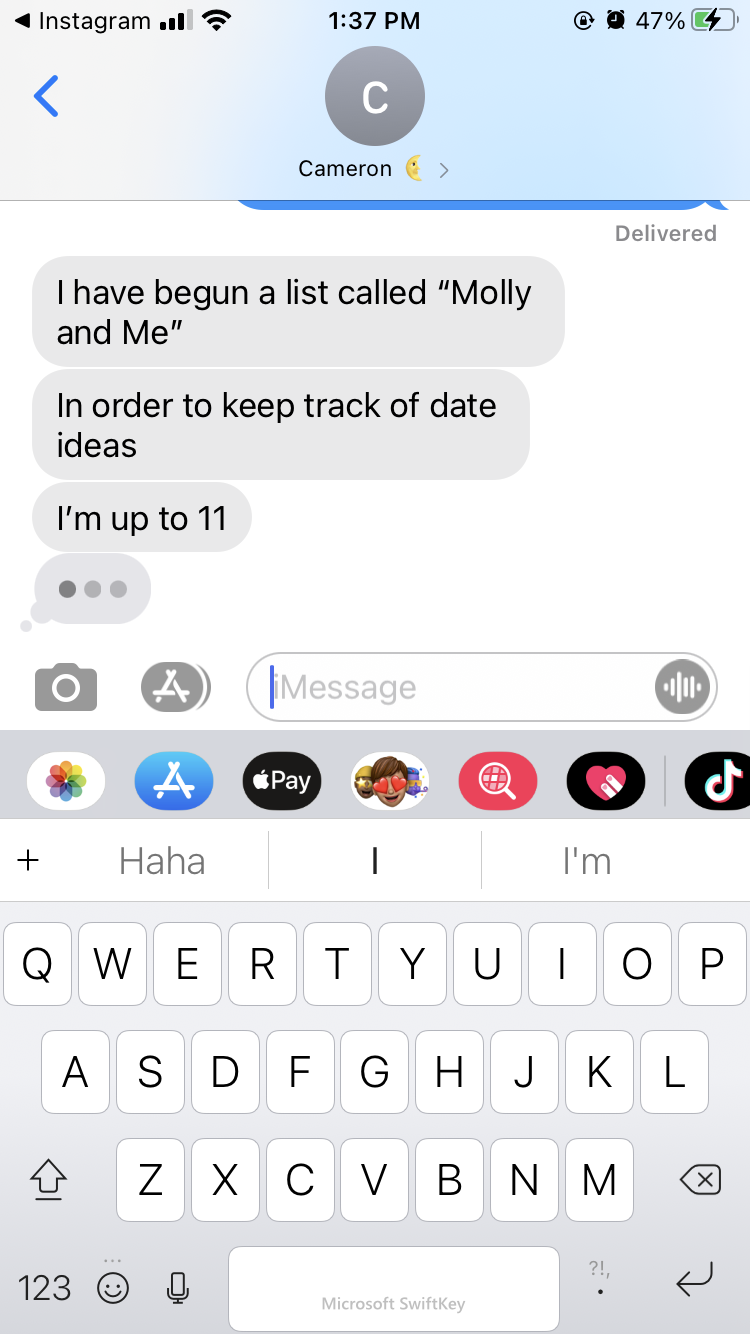 Instagram 1:37 PM 47%
C
Cameron
Delivered
I have begun a list called “Molly
and Me”
In order to keep track of date
ideas
I’m up to 11
iMessage
Pay
+ Haha I I'm
Q W E R T Y U I O P
A S D F G H J K L
Z X C V B N M
123 Microsoft SwiftKey ?!, .